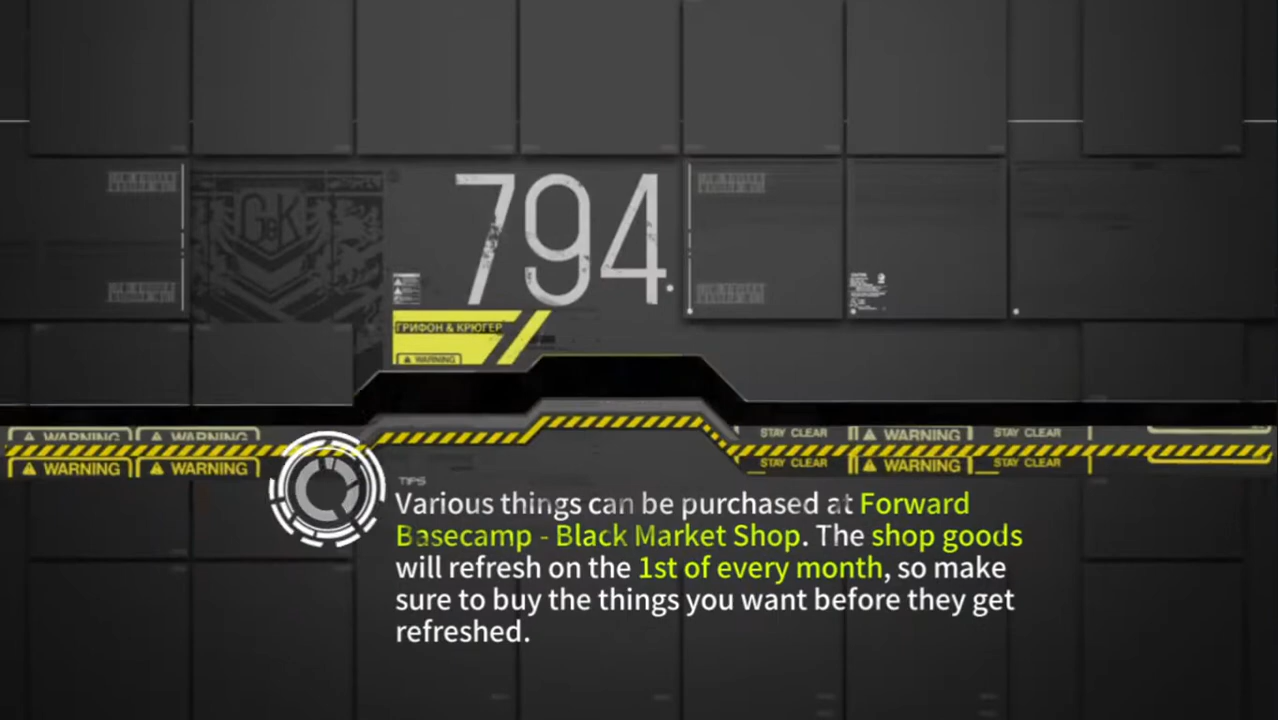 G&K
794.
ГРИФОН & КРЮГЕР
WARNING
WARNING WARNING STAY CLEAR WARNING STAY CLEAR
WARNING WARNING STAY CLEAR WARNING STAY CLEAR
TIPS
Various things can be purchased at Forward
Basecamp - Black Market Shop. The shop goods
will refresh on the 1st of every month, so make
sure to buy the things you want before they get
refreshed.